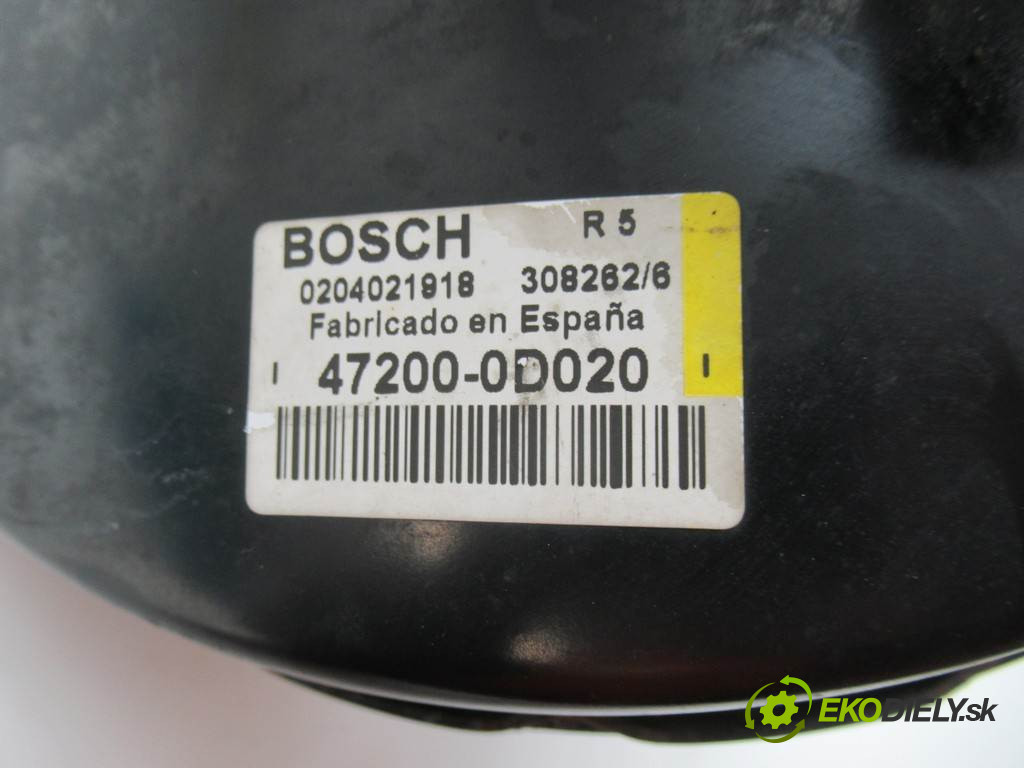 BOSCH R 5
0204021918 308262/6
Fabricado en España
I 47200-0D020 I
EKODIELY.sk